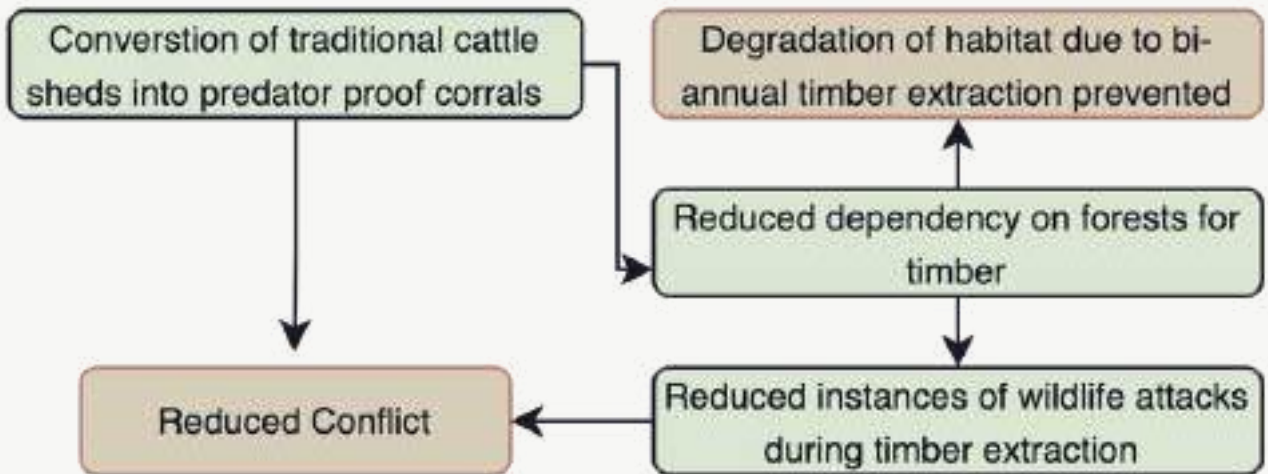 Converstion of traditional cattle
sheds into predator proof corrals
Degradation of habitat due to bi-
annual timber extraction prevented
Reduced dependency on forests for
timber
Reduced instances of wildlife attacks
during timber extraction
Reduced Conflict